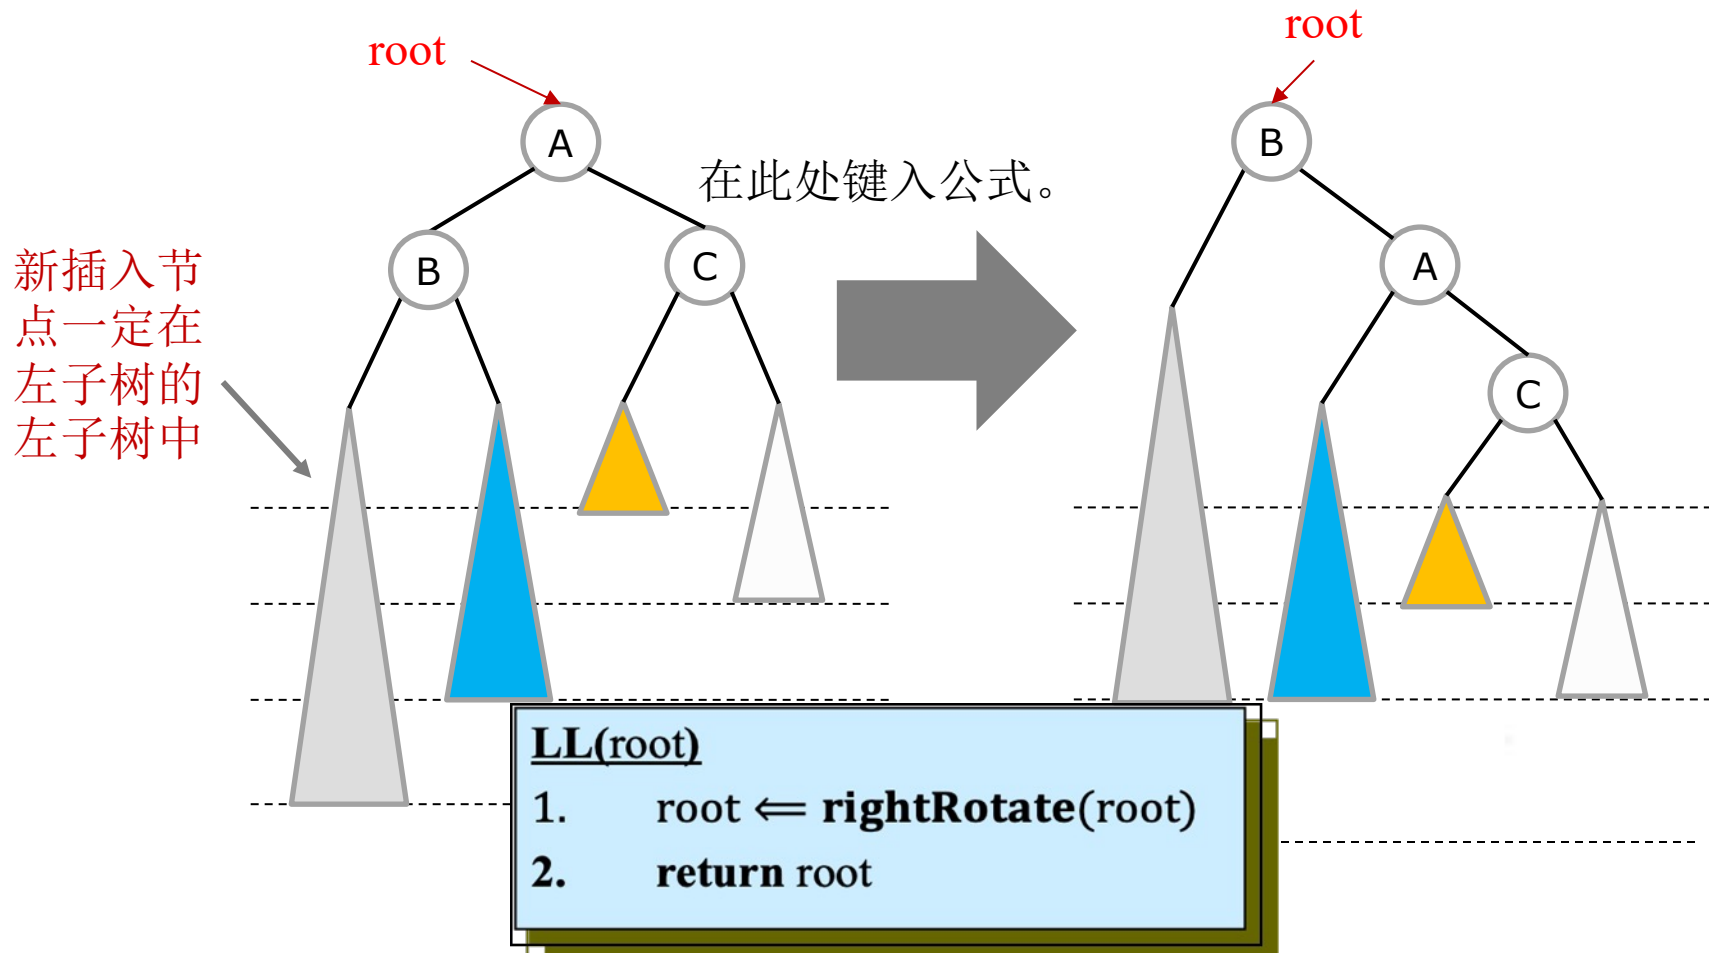 root
root
A
B
在此处键入公式。
B
C
A
新插入节
点一定在
左子树的
左子树中
C
LL(root)
1. root ⟸ rightRotate(root)
2. return root